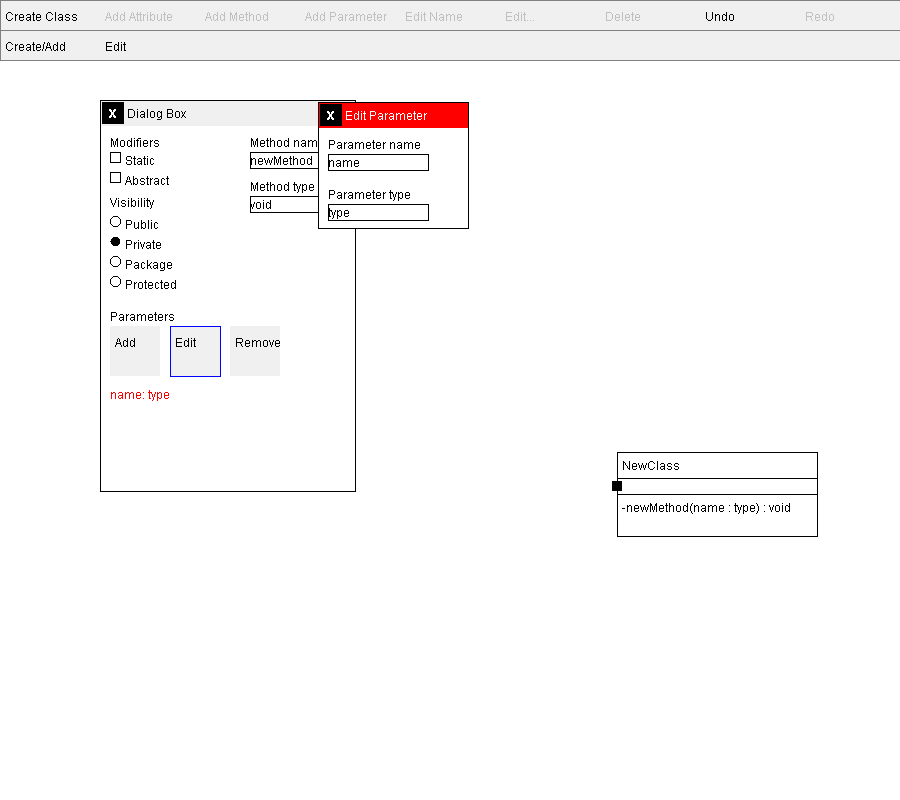 Create Class Add Attribute Add Method Add Parameter Edit Name Edit... Delete Undo Redo
Create/Add Edit
X Dialog Box
Modifiers
Static
Abstract
Visibility
Public
Private
Package
Protected
Method nam
newMethod
Method type
void
Parameters
Add Edit Remove
name: type
X Edit Parameter
Parameter name
name
Parameter type
type
NewClass
-newMethod(name : type) : void